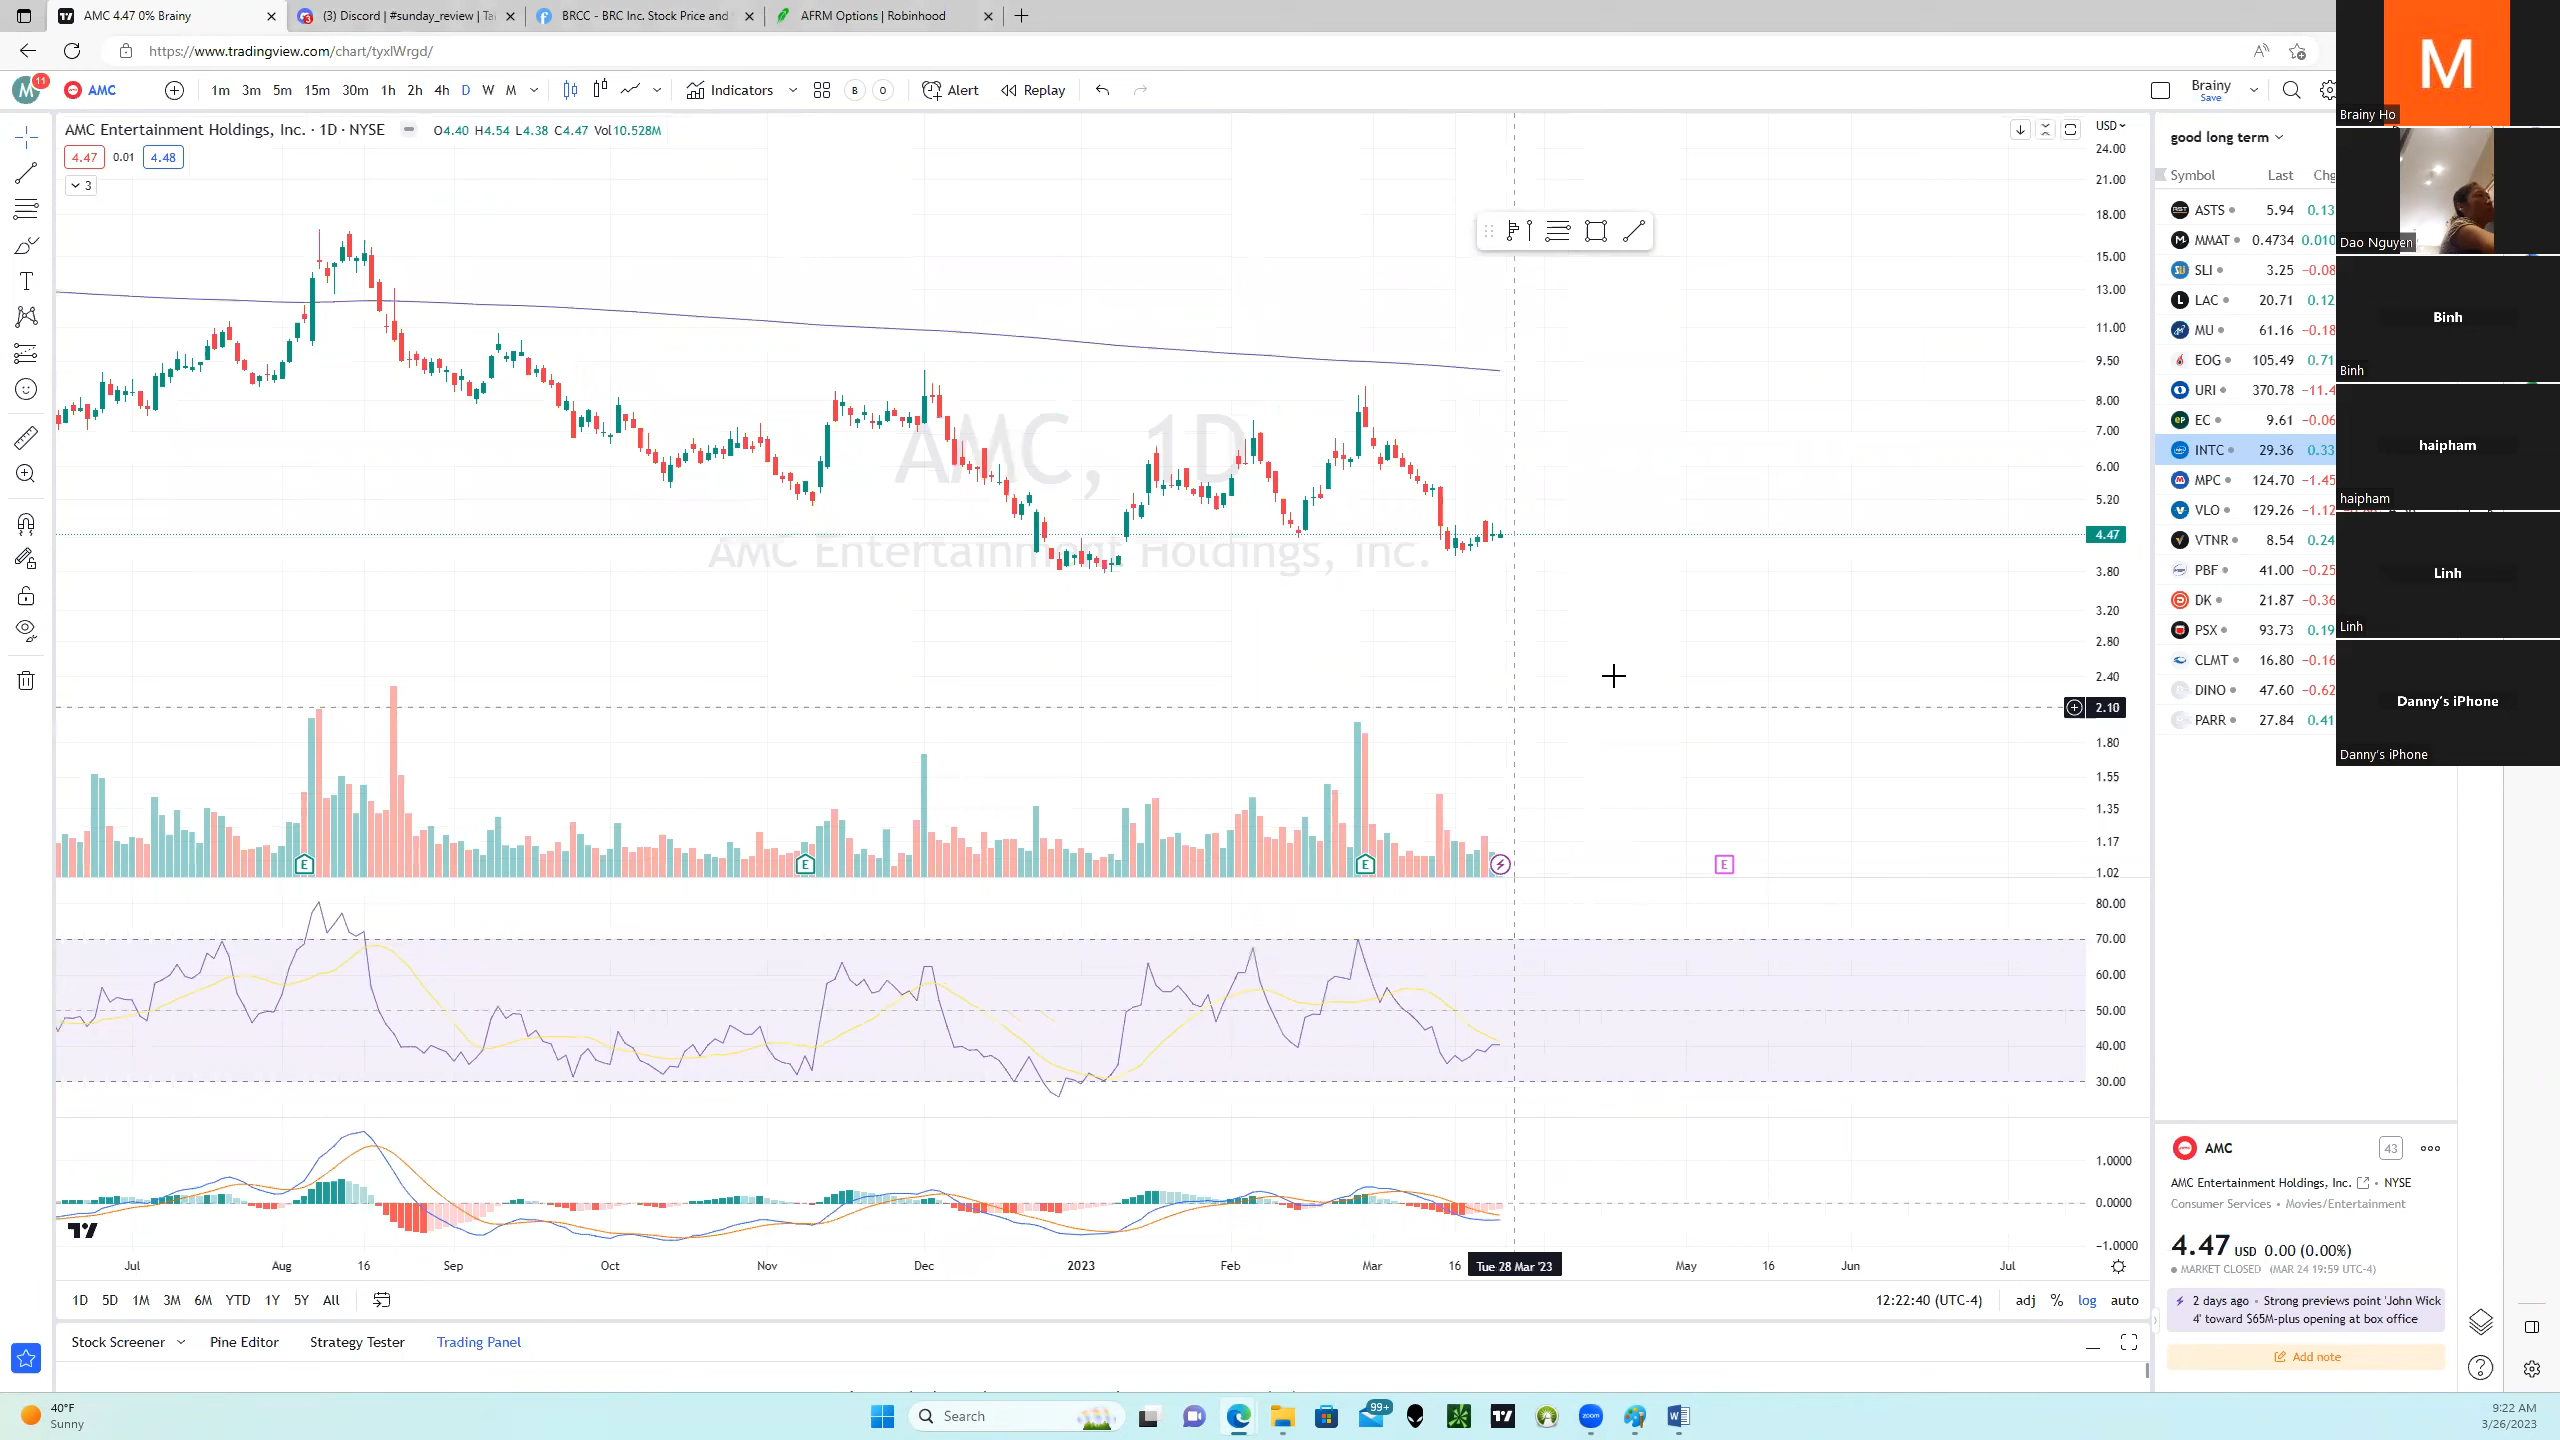 AMC 4.47 0% Brainy
(3) Discord | #sunday_review | Tai
BRCC - BRC Inc. Stock Price and
AFRM Options | Robinhood
https://www.tradingview.com/chart/tyxlWrgd/
M 11 AMC 1m 3m 5m 15m 30m 1h 2h 4h D W M Indicators B O Alert Replay Brainy
Save
AMC Entertainment Holdings, Inc. · 1D · NYSE O4.40 H4.54 L4.38 C4.47 Vol10.528M
4.47 0.01 4.48
3
AMC, 1D
AMC Entertainment Holdings, Inc.
USD
24.00
21.00
18.00
15.00
13.00
11.00
9.50
8.00
7.00
6.00
5.20
4.47
3.80
3.20
2.80
2.40
2.10
1.80
1.55
1.35
1.17
1.02
E E E E
80.00
70.00
60.00
50.00
40.00
30.00
1.0000
0.0000
−1.0000
Jul Aug 16 Sep Oct Nov Dec 2023 Feb Mar 16 Tue 28 Mar '23 May 16 Jun Jul
1D 5D 1M 3M 6M YTD 1Y 5Y All 12:22:40 (UTC-4) adj % log auto
Stock Screener Pine Editor Strategy Tester Trading Panel
good long term
Symbol Last Chg
ASTS 5.94 0.13
MMAT 0.4734 0.010
SLI 3.25 −0.08
LAC 20.71 0.12
MU 61.16 −0.18
EOG 105.49 0.71
URI 370.78 −11.4
EC 9.61 −0.06
INTC 29.36 0.33
MPC 124.70 −1.45
VLO 129.26 −1.12
VTNR 8.54 0.24
PBF 41.00 −0.25
DK 21.87 −0.36
PSX 93.73 0.19
CLMT 16.80 −0.16
DINO 47.60 −0.62
PARR 27.84 0.41
M
Brainy Ho
Dao Nguyen
Binh
Binh
haipham
haipham
Linh
Linh
Danny's iPhone
Danny's iPhone
AMC 43
AMC Entertainment Holdings, Inc. • NYSE
Consumer Services • Movies/Entertainment
4.47 USD 0.00 (0.00%)
MARKET CLOSED (MAR 24 19:59 UTC-4)
2 days ago • Strong previews point 'John Wick
4' toward $65M-plus opening at box office
Add note
40°F
Sunny
Search
99+
zoom
9:22 AM
3/26/2023